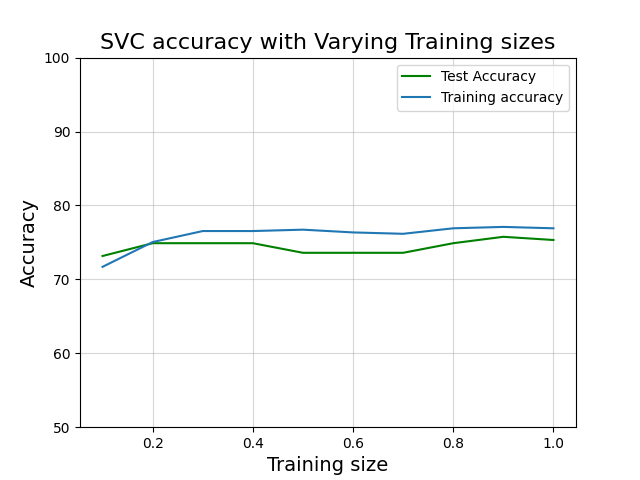 SVC accuracy with Varying Training sizes
Test Accuracy
Training accuracy
100
90
80
70
60
50
Accuracy
0.2 0.4 0.6 0.8 1.0
Training size